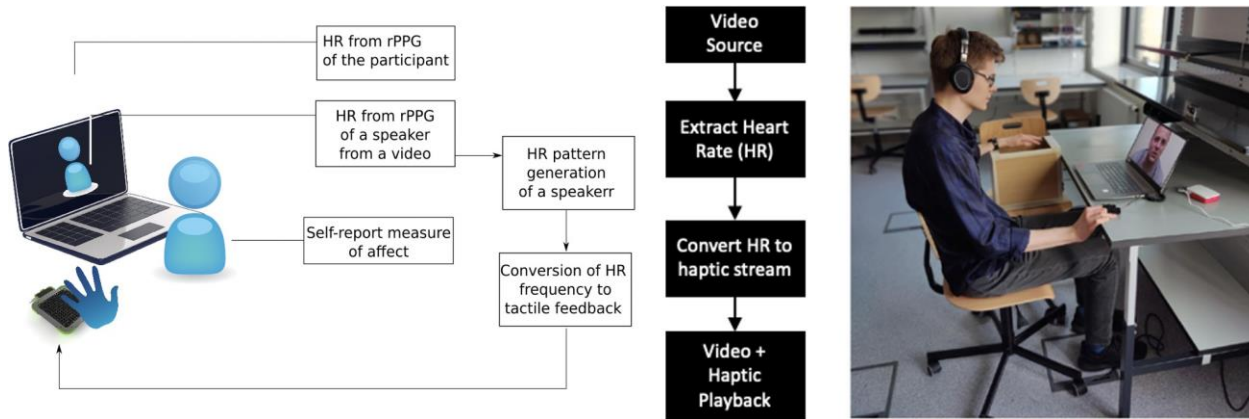 HR from rPPG
of the participant
HR from rPPG
of a speaker
from a video
HR pattern
generation
of a speakerr
Self-report measure
of affect
Conversion of HR
frequency to
tactile feedback
Video
Source
Extract Heart
Rate (HR)
Convert HR to
haptic stream
Video +
Haptic
Playback